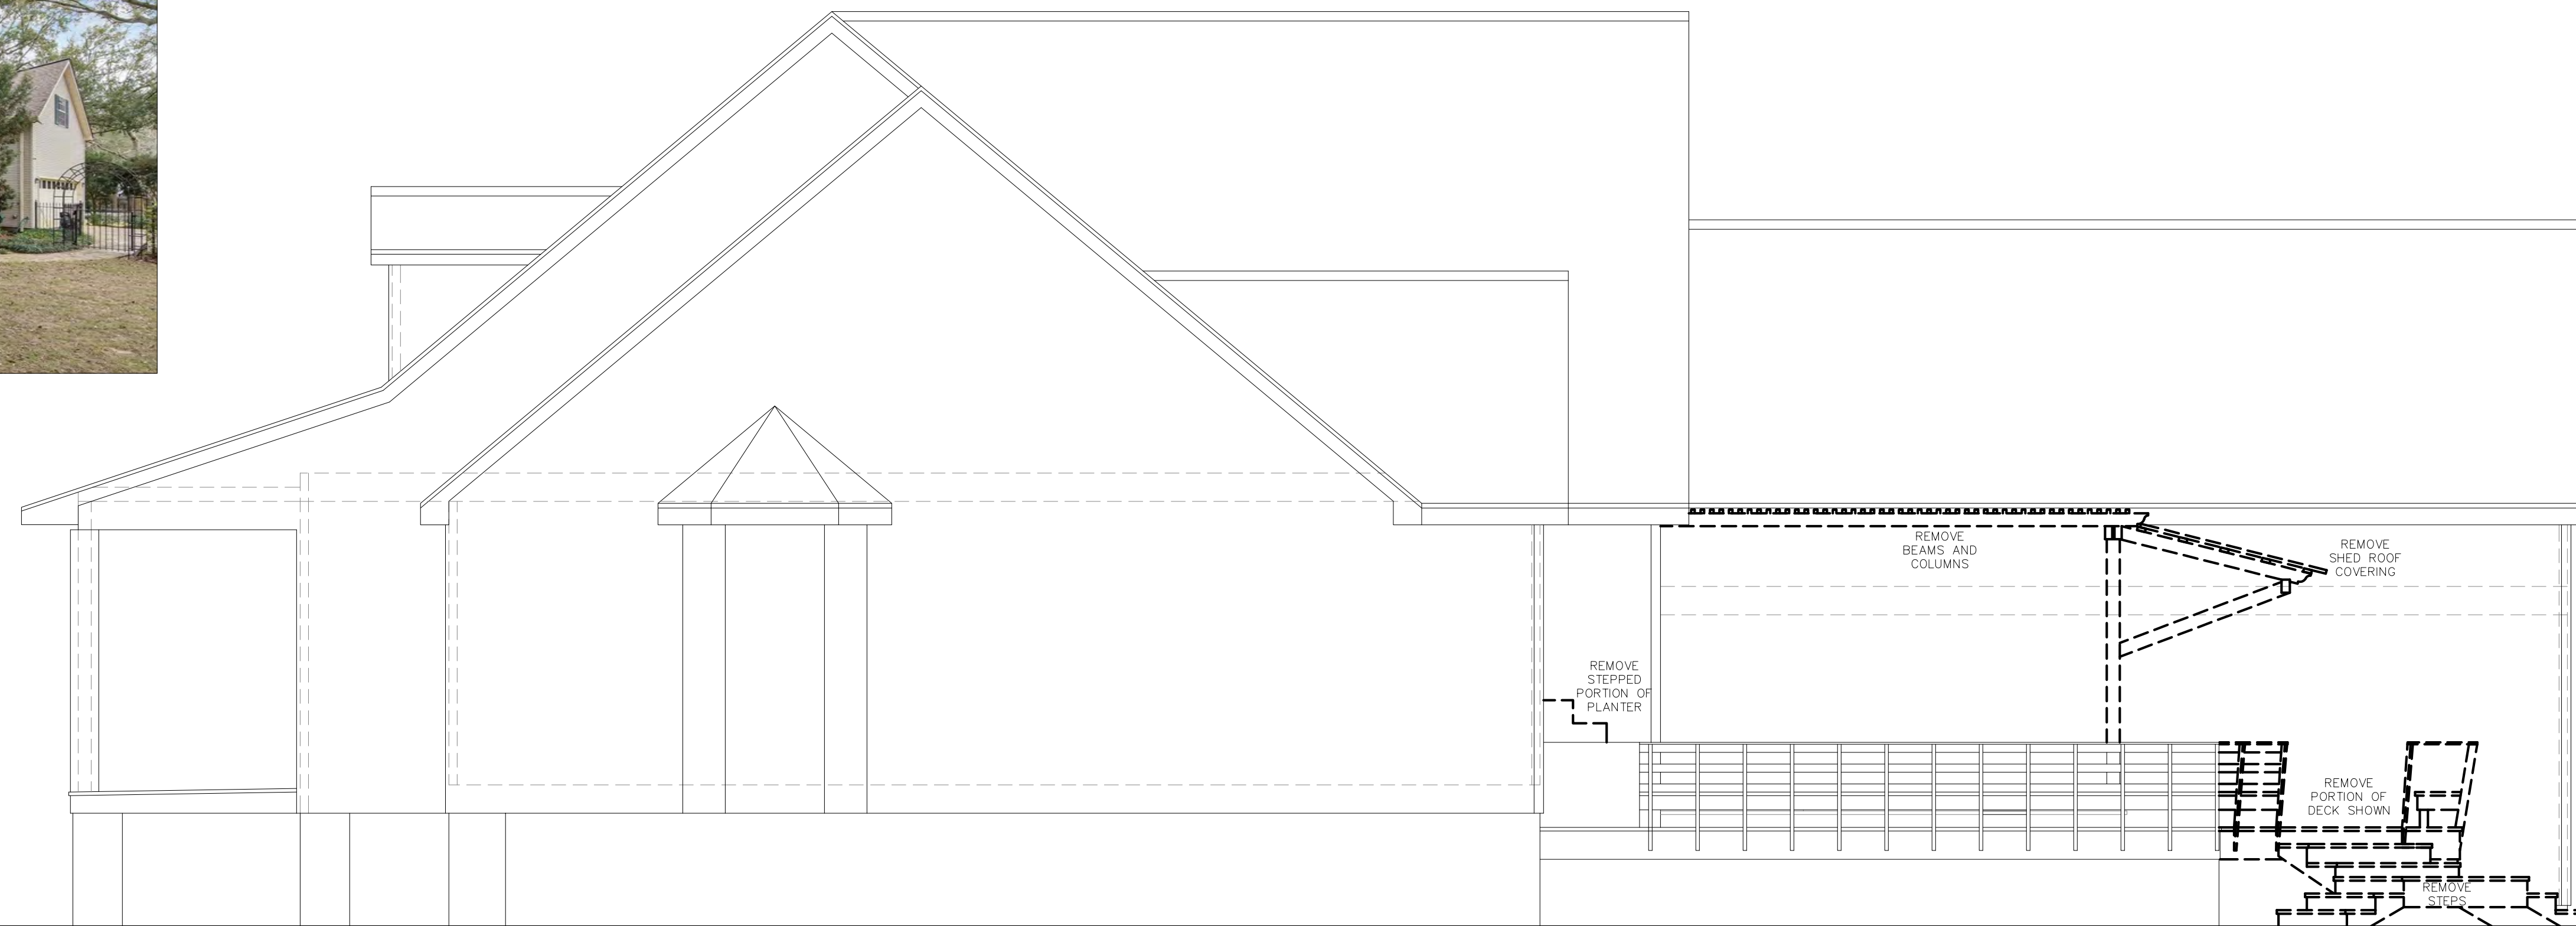 REMOVE
BEAMS AND
COLUMNS
REMOVE
SHED ROOF
COVERING
REMOVE
STEPPED
PORTION OF
PLANTER
REMOVE
PORTION OF
DECK SHOWN
REMOVE
STEPS